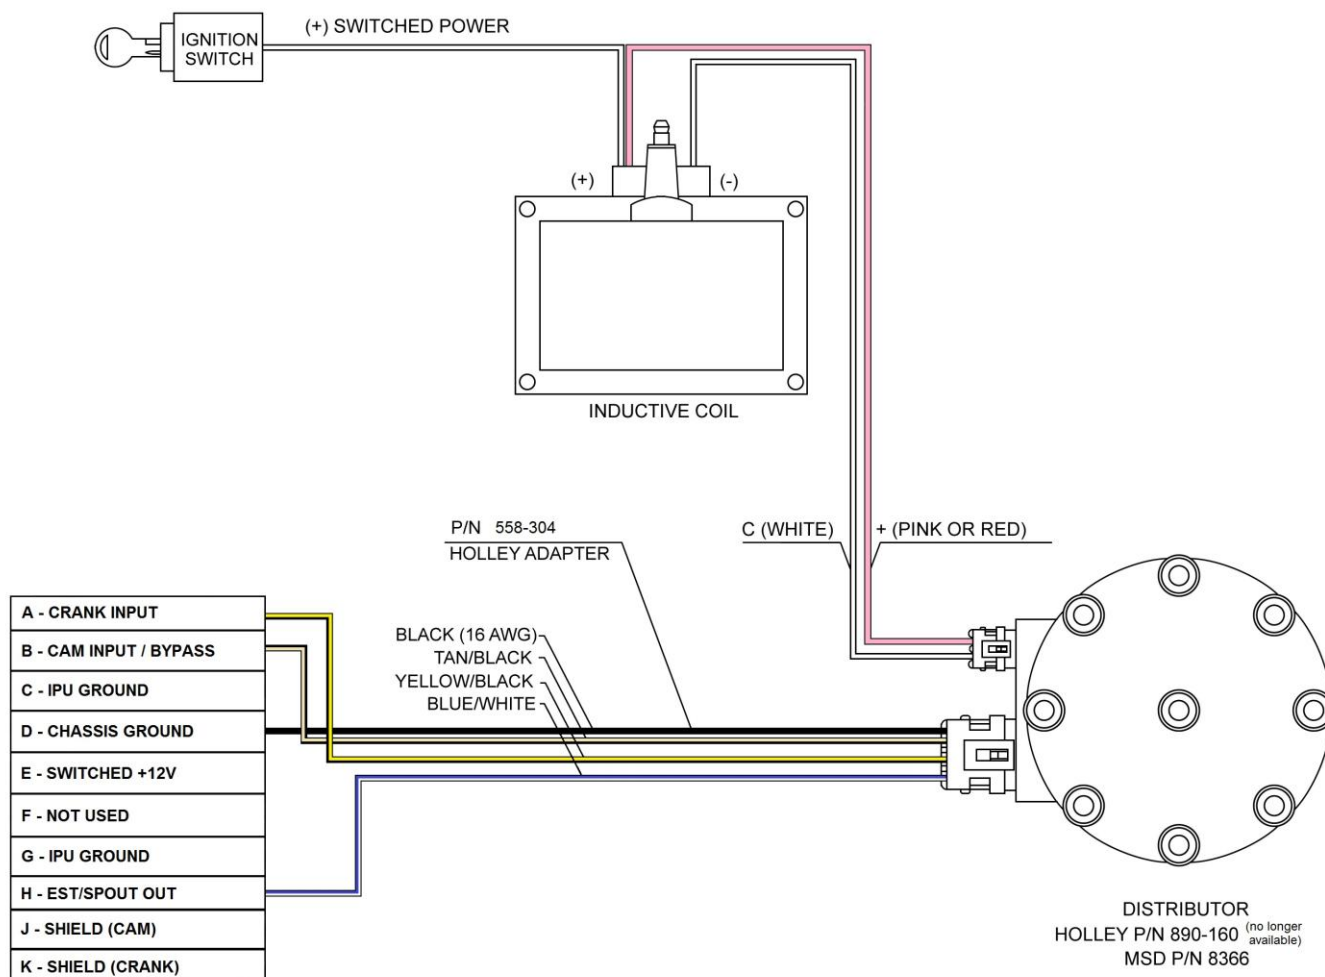 (+) SWITCHED POWER
IGNITION
SWITCH
(+)
(-)
INDUCTIVE COIL
P/N 558-304
HOLLEY ADAPTER
C (WHITE)
+ (PINK OR RED)
BLACK (16 AWG)
TAN/BLACK
YELLOW/BLACK
BLUE/WHITE
A - CRANK INPUT
B - CAM INPUT / BYPASS
C - IPU GROUND
D - CHASSIS GROUND
E - SWITCHED +12V
F - NOT USED
G - IPU GROUND
H - EST/SPOUT OUT
J - SHIELD (CAM)
K - SHIELD (CRANK)
DISTRIBUTOR
HOLLEY P/N 890-160 (no longer
available)
MSD P/N 8366